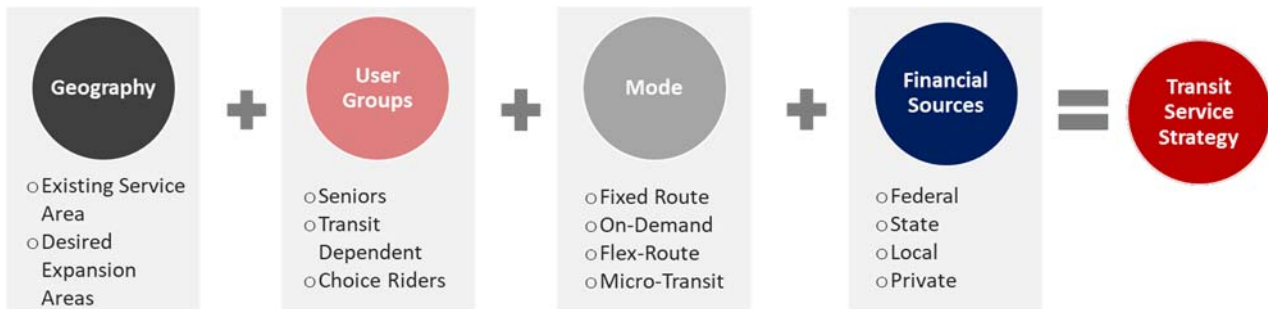 Geography
○ Existing Service
Area
○ Desired
Expansion
Areas
+
User
Groups
○ Seniors
○ Transit
Dependent
○ Choice Riders
+
Mode
○ Fixed Route
○ On-Demand
○ Flex-Route
○ Micro-Transit
+
Financial
Sources
○ Federal
○ State
○ Local
○ Private
=
Transit
Service
Strategy